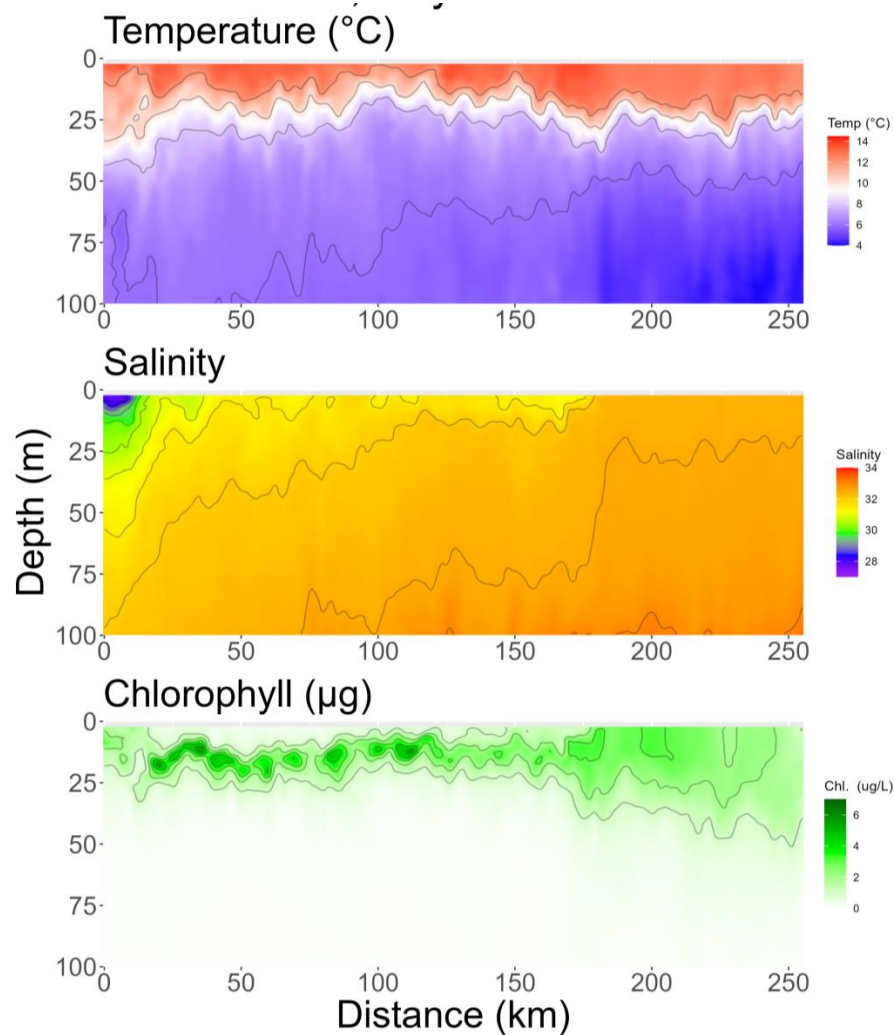 Temperature (°C)
0
25
50
75
100
0 50 100 150 200 250
Temp (°C)
14
12
10
8
6
4
Salinity
0
25
50
75
100
0 50 100 150 200 250
Salinity
34
32
30
28
Depth (m)
Chlorophyll (µg)
0
25
50
75
100
0 50 100 150 200 250
Chl. (ug/L)
6
4
2
0
Distance (km)